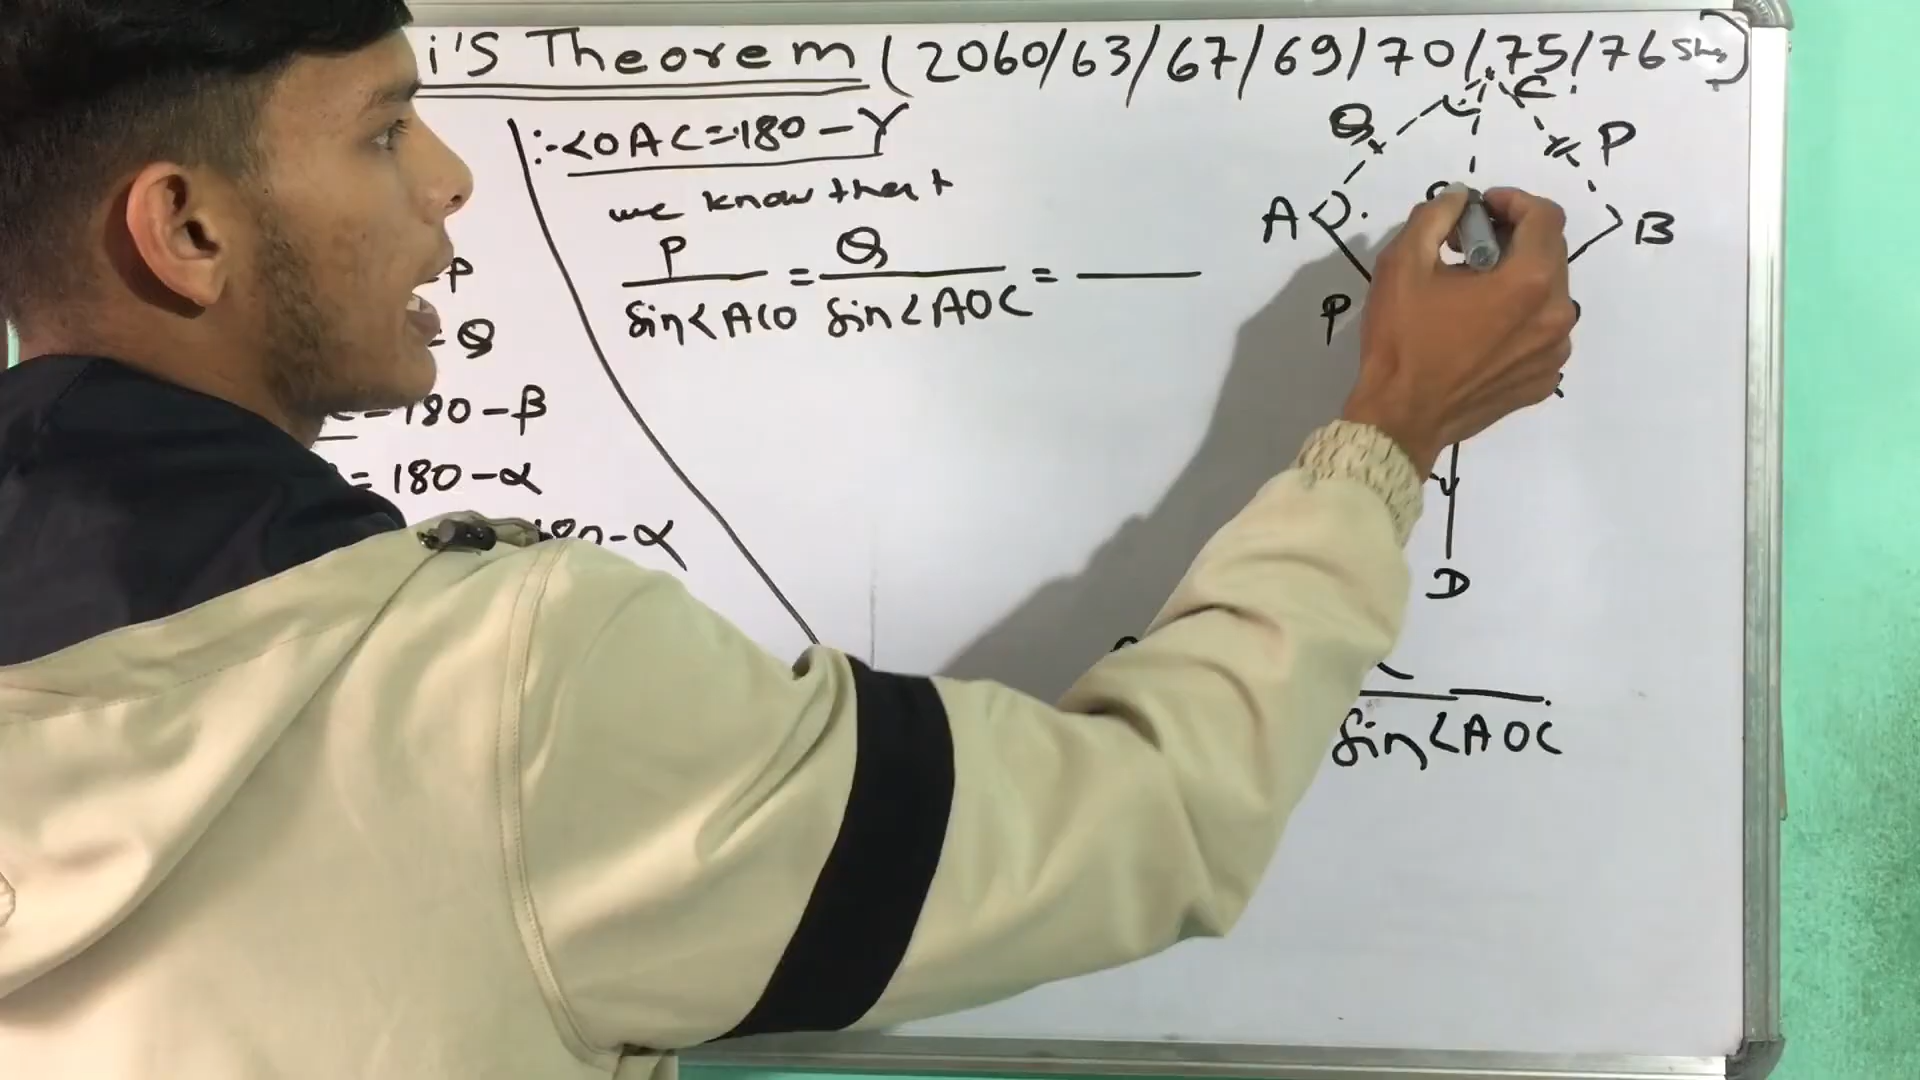 i'S Theorem (2060/63/67/69/70/75/76
∴<OAC=180-γ
we know that
P Q
= =
Sin<ACO Sin<AOC
P
= Q
-180-β
= 180-α
-α
C
Q P
A B
P
D
Sin<AOC